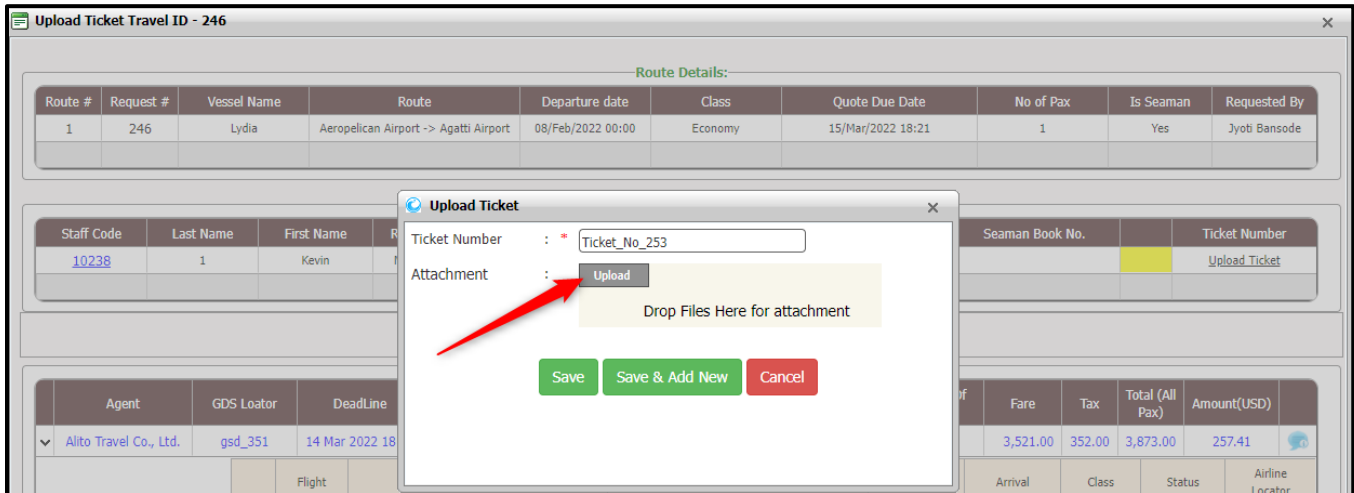 Upload Ticket Travel ID - 246
Route Details:
Route # Request # Vessel Name Route Departure date Class Quote Due Date No of Pax Is Seaman Requested By
1 246 Lydia Aeropelican Airport -> Agatti Airport 08/Feb/2022 00:00 Economy 15/Mar/2022 18:21 1 Yes Jyoti Bansode
Upload Ticket
Staff Code Last Name First Name Seaman Book No. Ticket Number
Ticket Number : * Ticket_No_253
10238 1 Kevin Upload Ticket
Attachment : Upload
Drop Files Here for attachment
Save Save & Add New Cancel
Agent GDS Loator DeadLine Fare Tax Total (All Pax) Amount(USD)
Alito Travel Co., Ltd. gsd_351 14 Mar 2022 18 3,521.00 352.00 3,873.00 257.41
Flight Arrival Class Status Airline Locator